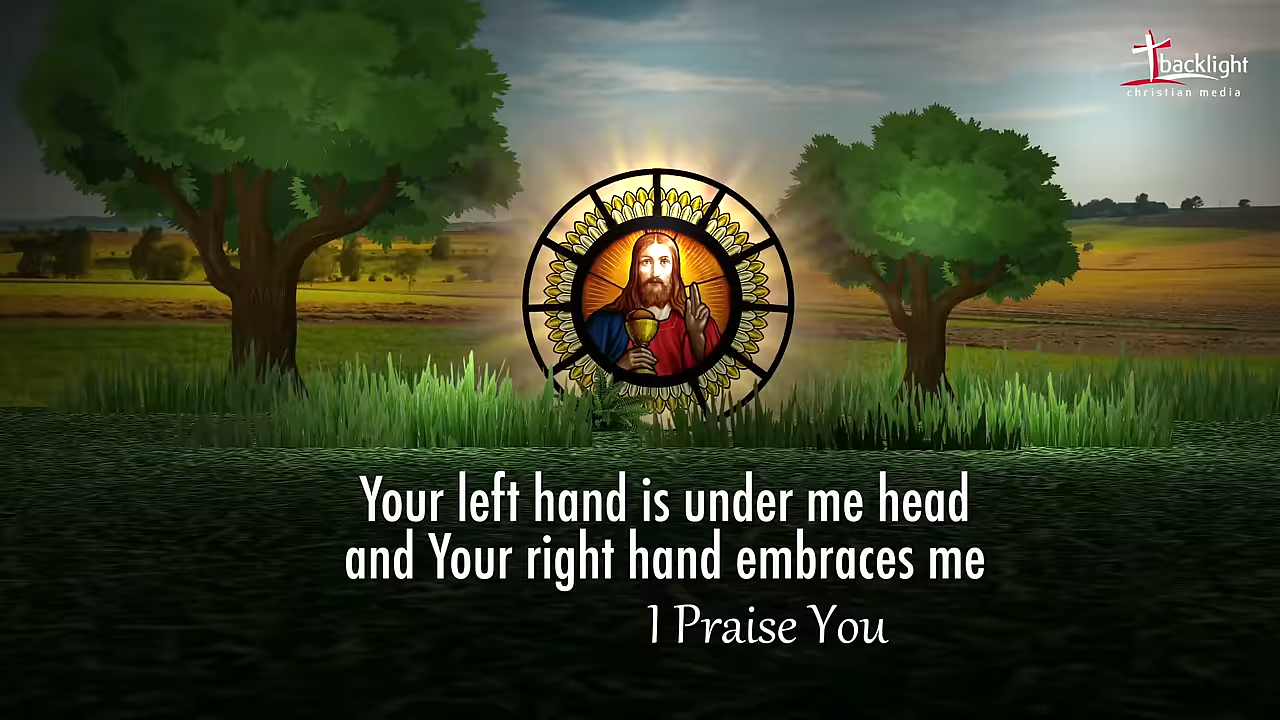 backlight
christian media
Your left hand is under me head
and Your right hand embraces me
I Praise You